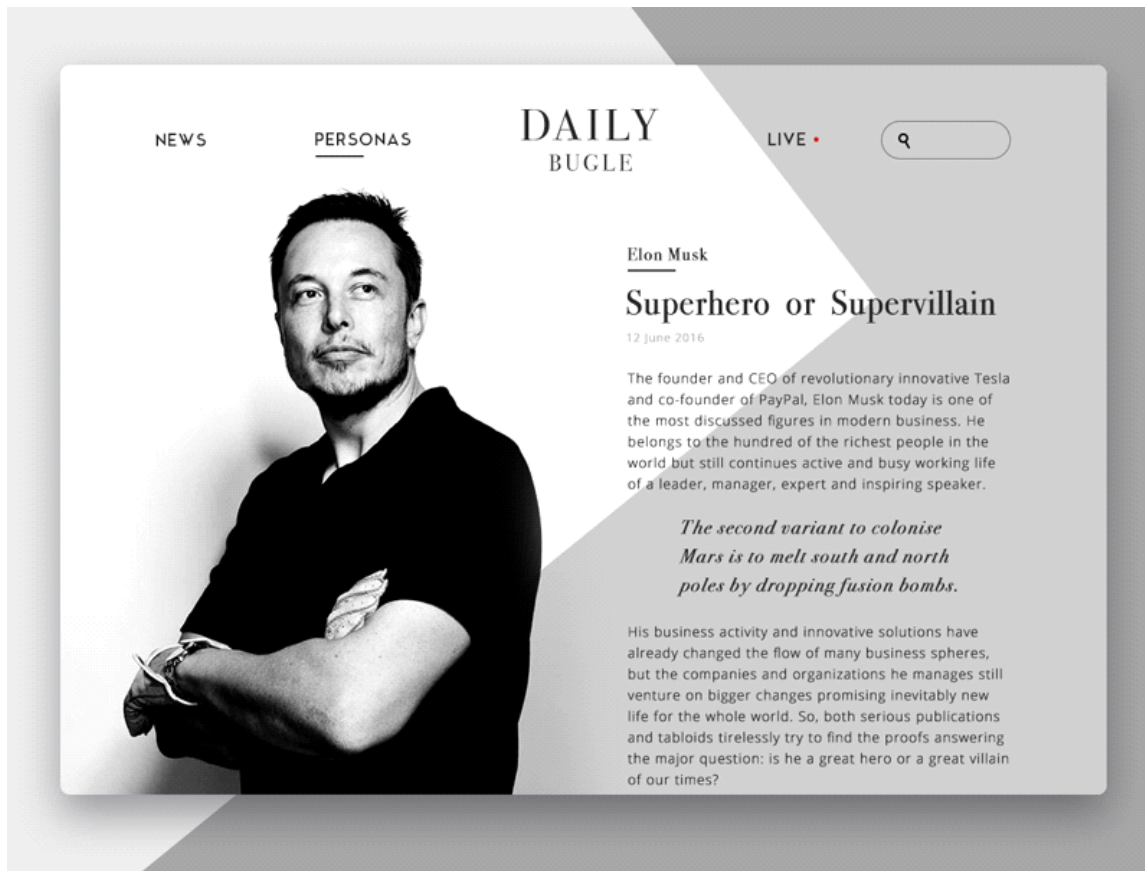 NEWS
PERSONAS
DAILY
BUGLE
LIVE
Elon Musk
Superhero or Supervillain
12 June 2016
The founder and CEO of revolutionary innovative Tesla
and co-founder of PayPal, Elon Musk today is one of
the most discussed figures in modern business. He
belongs to the hundred of the richest people in the
world but still continues active and busy working life
of a leader, manager, expert and inspiring speaker.
The second variant to colonise
Mars is to melt south and north
poles by dropping fusion bombs.
His business activity and innovative solutions have
already changed the flow of many business spheres,
but the companies and organizations he manages still
venture on bigger changes promising inevitably new
life for the whole world. So, both serious publications
and tabloids tirelessly try to find the proofs answering
the major question: is he a great hero or a great villain
of our times?